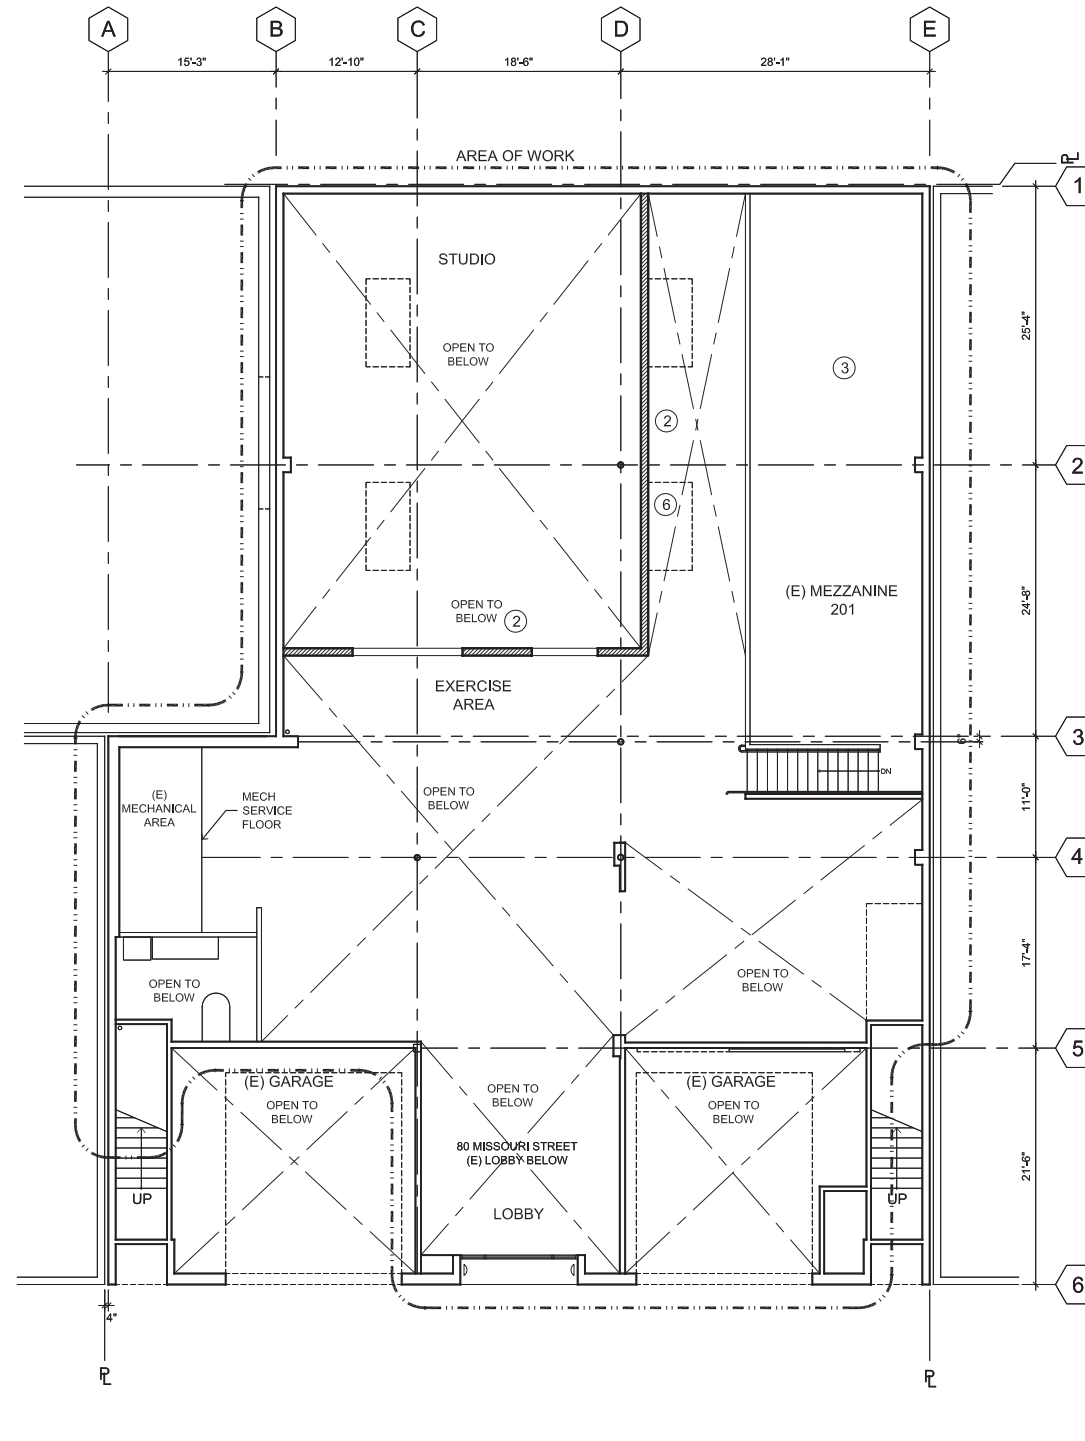 A
B
C
D
E
15'-3"
12'-10"
18'-6"
28'-1"
AREA OF WORK
PL
1
STUDIO
25'-4"
OPEN TO
BELOW
3
2
2
6
(E) MEZZANINE
201
24'-8"
OPEN TO
BELOW
2
EXERCISE
AREA
3
6"
DN
(E)
MECHANICAL
AREA
MECH
SERVICE
FLOOR
OPEN TO
BELOW
11'-0"
4
17'-4"
OPEN TO
BELOW
OPEN TO
BELOW
5
(E) GARAGE
OPEN TO
BELOW
OPEN TO
BELOW
(E) GARAGE
OPEN TO
BELOW
80 MISSOURI STREET
(E) LOBBY BELOW
21'-6"
UP
UP
LOBBY
6
4"
PL
PL